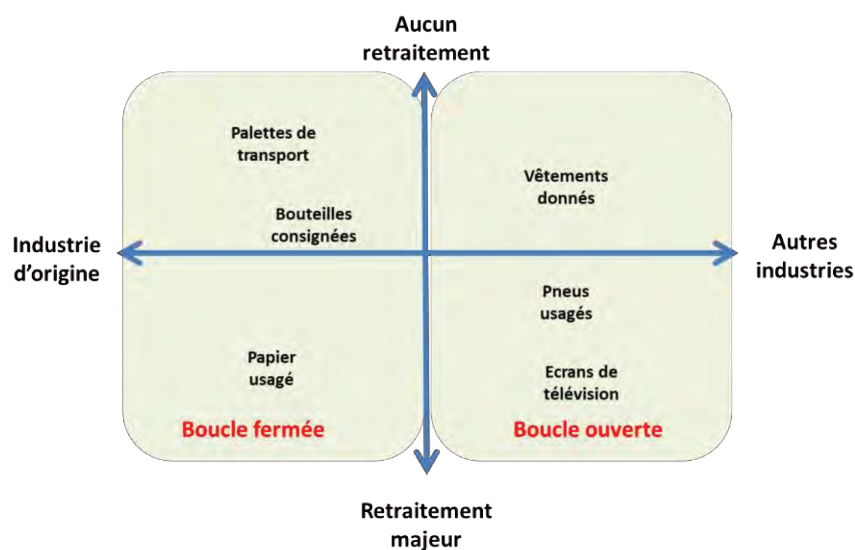 Aucun
retraitement
Palettes de
transport
Vêtements
donnés
Bouteilles
consignées
Industrie
d’origine
Autres
industries
Pneus
usagés
Papier
usagé
Ecrans de
télévision
Boucle fermée
Boucle ouverte
Retraitement
majeur